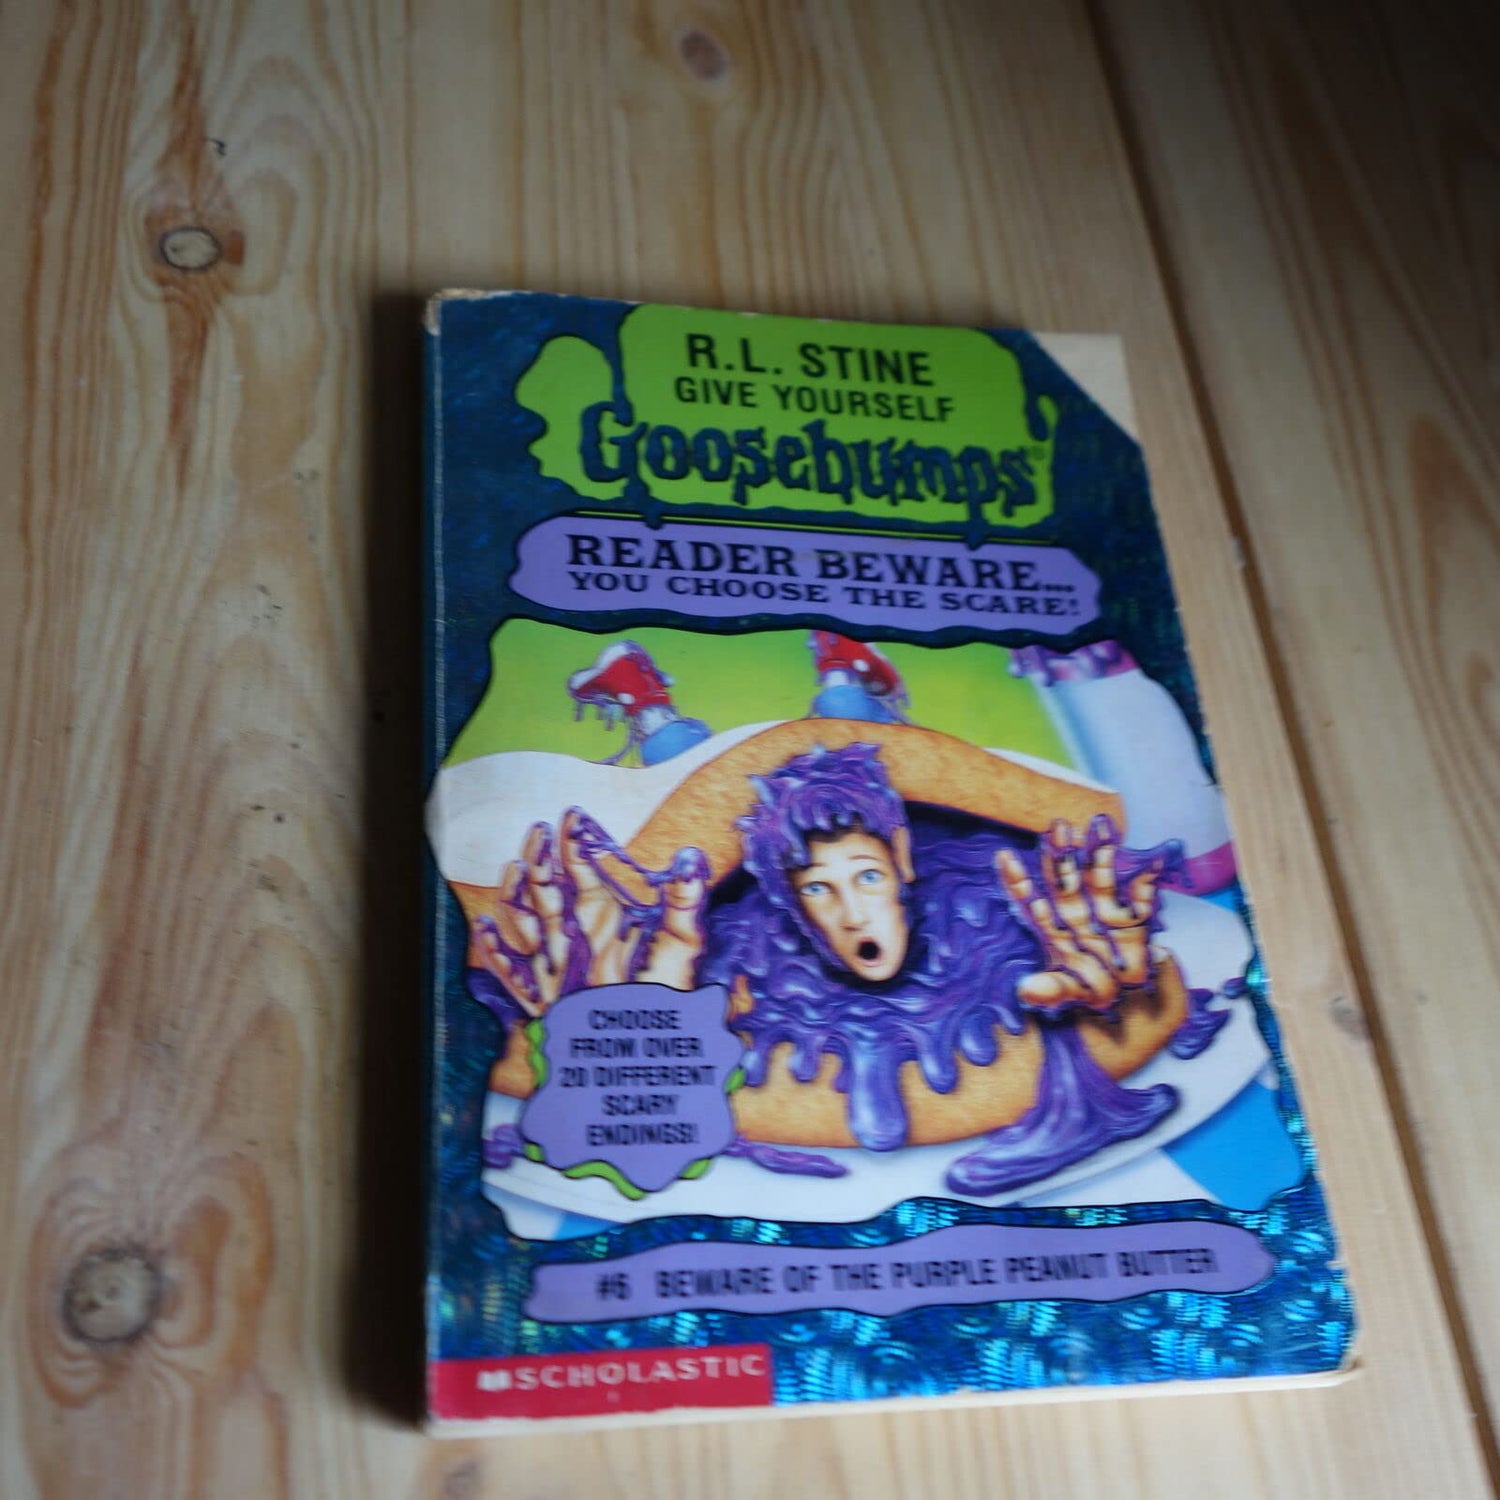 R.L. STINE
GIVE YOURSELF
Goosebumps®
READER BEWARE...
YOU CHOOSE THE SCARE!
CHOOSE
FROM OVER
20 DIFFERENT
SCARY
ENDINGS!
#6 BEWARE OF THE PURPLE PEANUT BUTTER
SCHOLASTIC